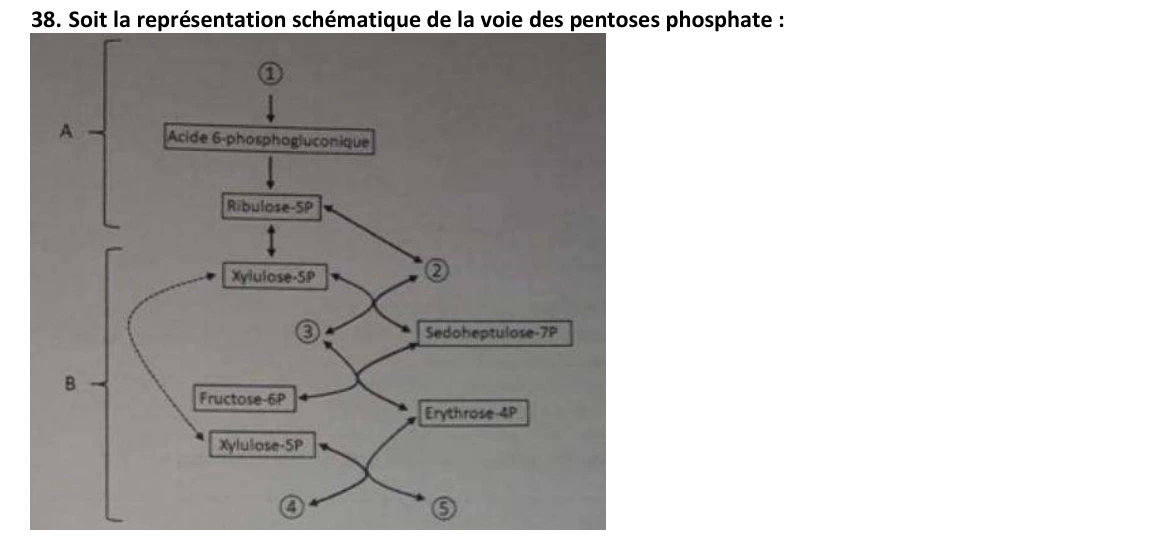 38. Soit la représentation schématique de la voie des pentoses phosphate :
①
A
Acide 6-phosphogluconique
Ribulose-5P
②
Xylulose-5P
③
Sedoheptulose-7P
B
Fructose-6P
Erythrose-4P
Xylulose-5P
④
⑤